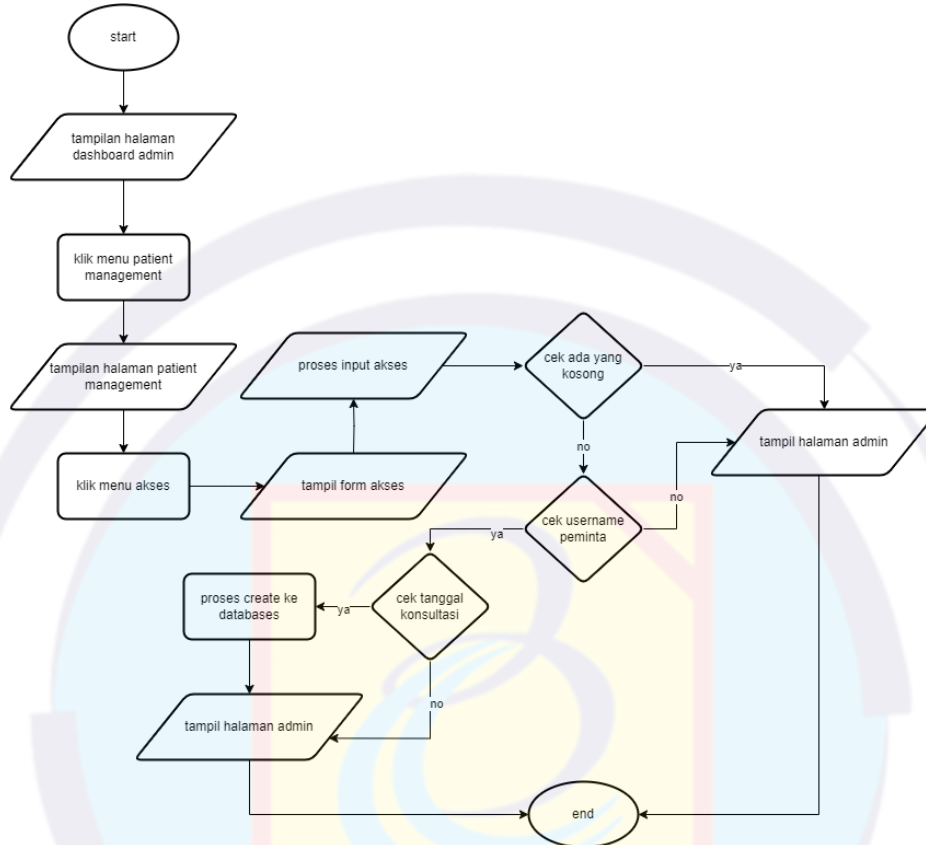 start
tampilan halaman
dashboard admin
klik menu patient
management
tampilan halaman patient
management
klik menu akses
tampil form akses
proses input akses
cek ada yang
kosong
ya
no
tampil halaman admin
cek username
peminta
no
ya
cek tanggal
konsultasi
ya
proses create ke
databases
no
tampil halaman admin
end